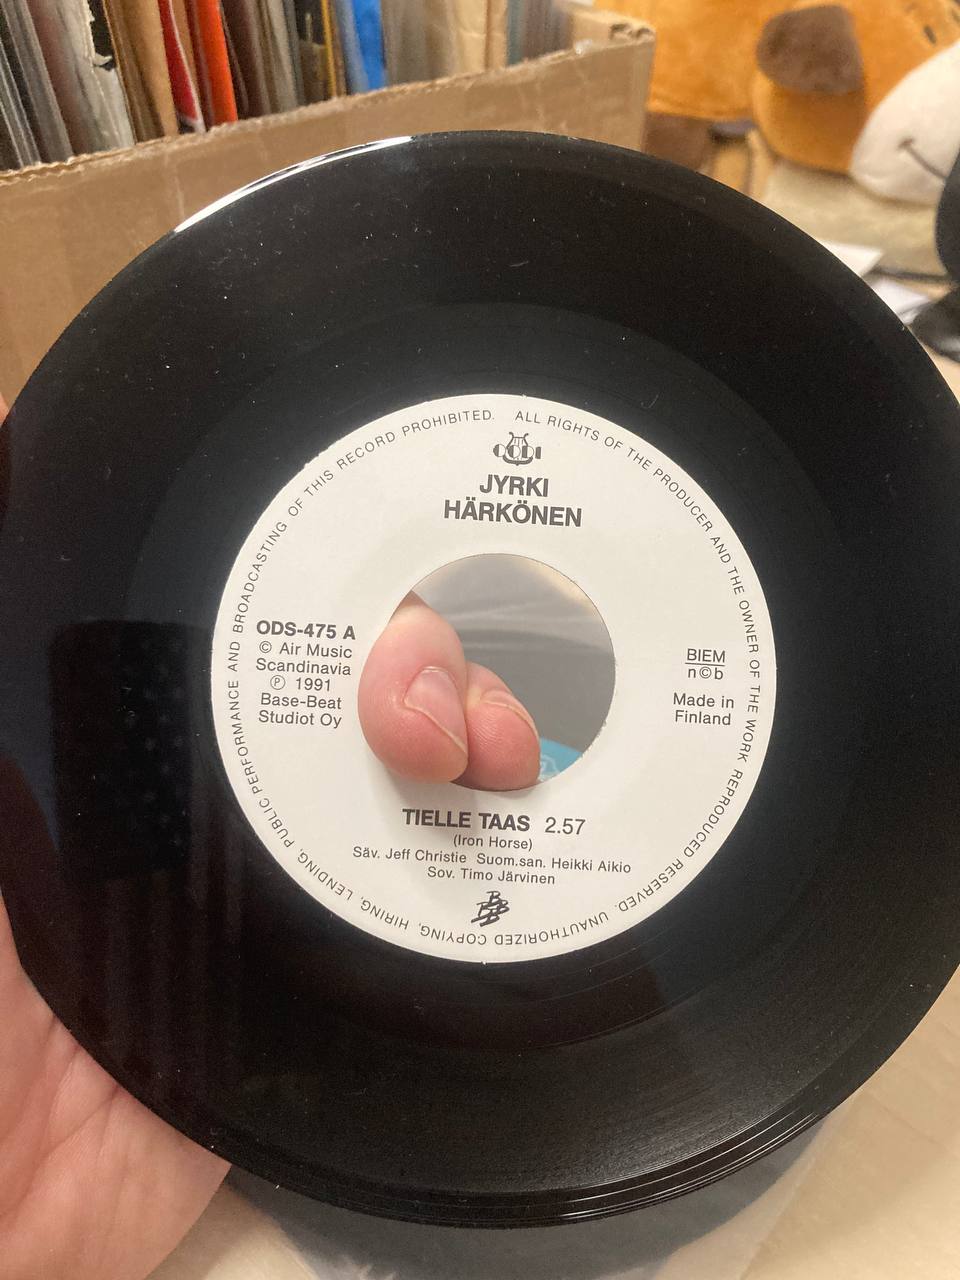 ALL RIGHTS OF THE PRODUCER AND THE OWNER OF THE WORK REPRODUCED RESERVED. UNAUTHORIZED COPYING, HIRING, LENDING, PUBLIC PERFORMANCE AND BROADCASTING OF THIS RECORD PROHIBITED.
ODI
JYRKI
HÄRKÖNEN
ODS-475 A
© Air Music
Scandinavia
Ⓟ 1991
Base-Beat
Studiot Oy
BIEM
n©b
Made in
Finland
TIELLE TAAS 2.57
(Iron Horse)
Säv. Jeff Christie Suom.san. Heikki Aikio
Sov. Timo Järvinen